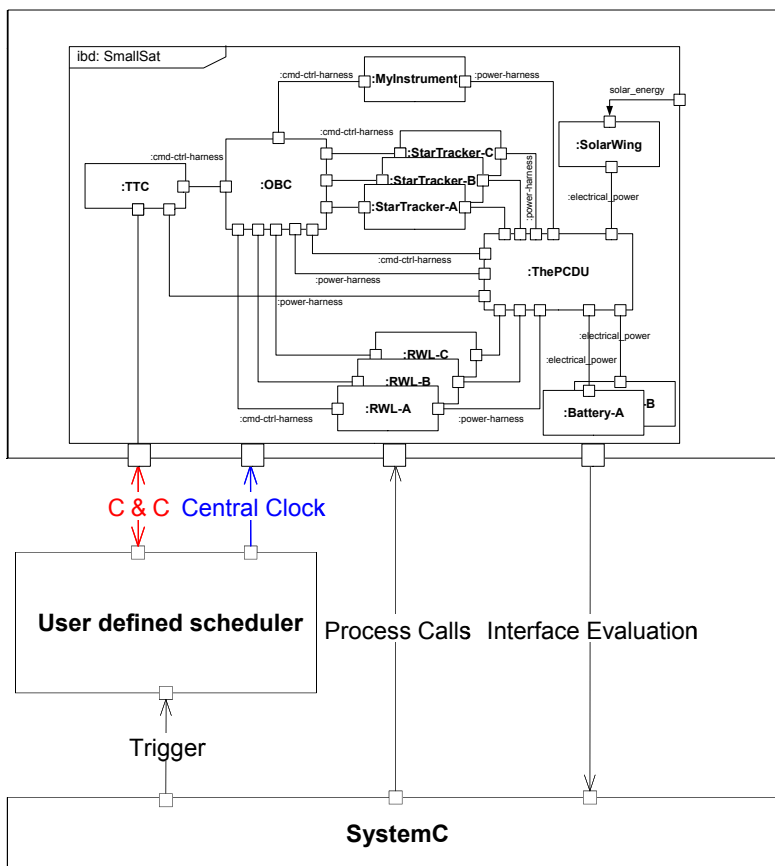 ibd: SmallSat
:MyInstrument
:cmd-ctrl-harness
:power-harness
solar_energy
:SolarWing
:cmd-ctrl-harness
:StarTracker-C
:cmd-ctrl-harness
:TTC
:OBC
:StarTracker-B
:StarTracker-A
:power-harness
:electrical_power
:cmd-ctrl-harness
:ThePCDU
:power-harness
:power-harness
:electrical_power
:RWL-C
:electrical_power
:RWL-B
:RWL-A
:cmd-ctrl-harness
:power-harness
:Battery-A
-B
C & C
Central Clock
User defined scheduler
Process Calls
Interface Evaluation
Trigger
SystemC